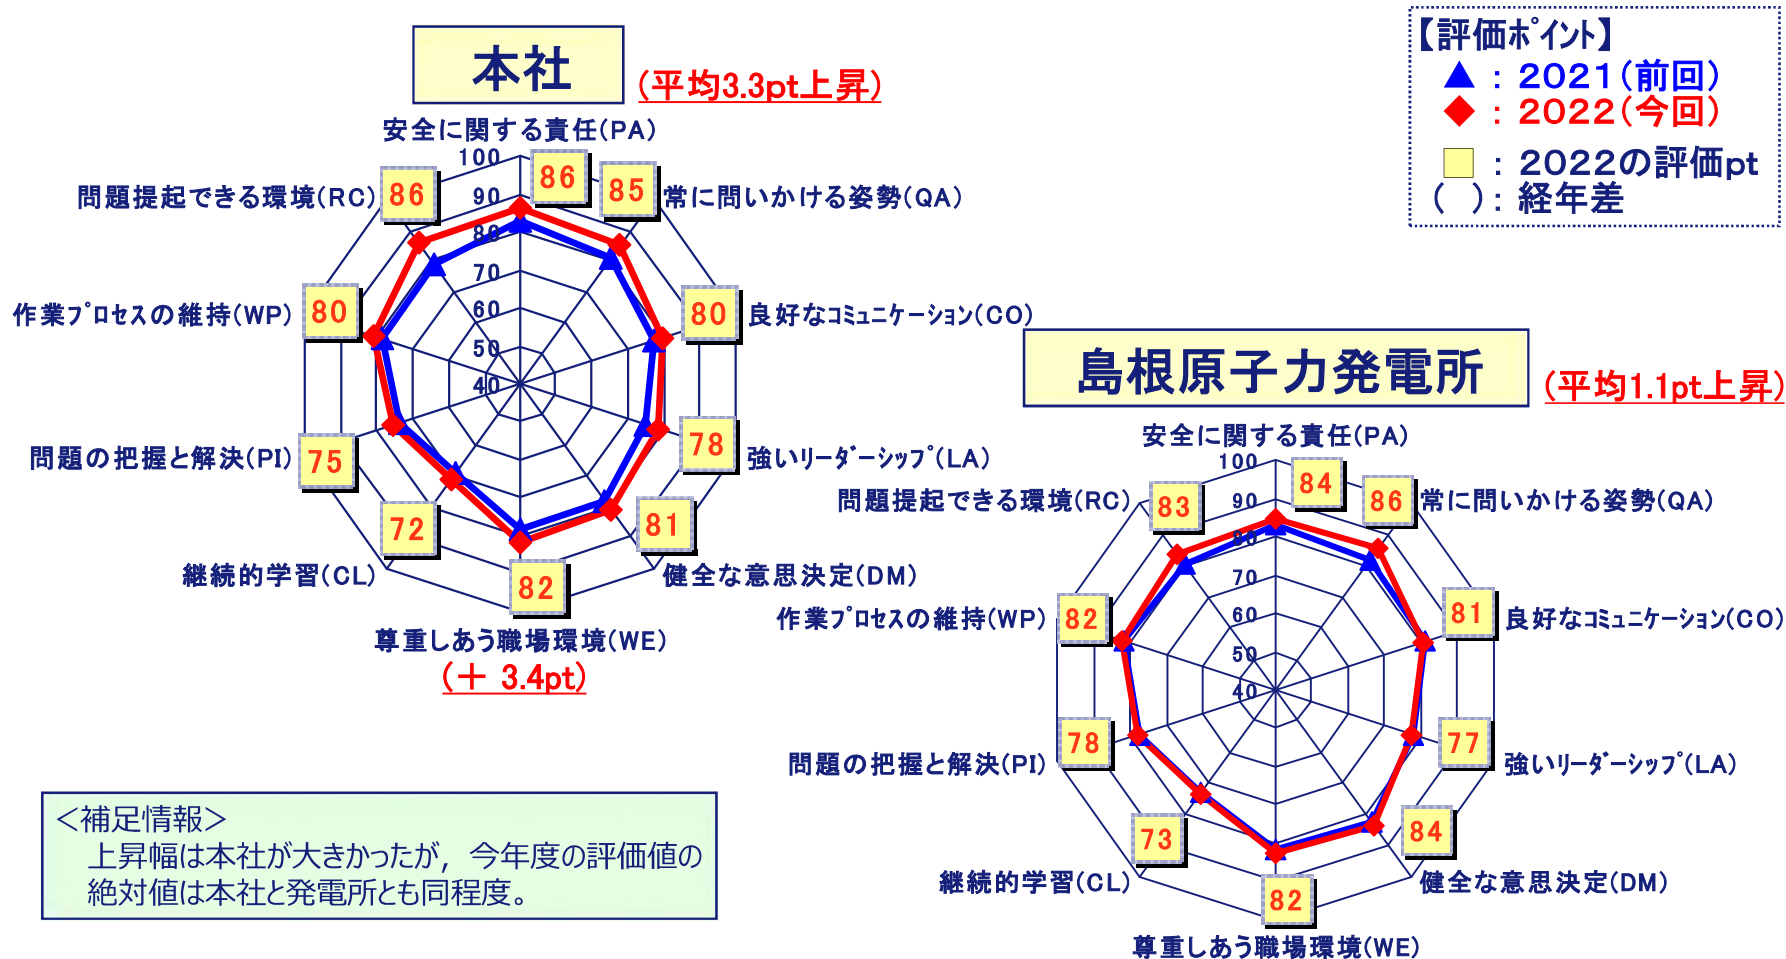 【評価ポイント】
▲：2021(前回)
◆：2022(今回)
：2022の評価pt
(　)：経年差
本社
(平均3.3pt上昇)
安全に関する責任(PA)
100
86
85
86
問題提起できる環境(RC)
90
常に問いかける姿勢(QA)
80
70
作業プロセスの維持(WP)
80
60
80
良好なコミュニケーション(CO)
50
40
問題の把握と解決(PI)
75
78
強いリーダーシップ(LA)
72
81
継続的学習(CL)
82
健全な意思決定(DM)
尊重しあう職場環境(WE)
(＋ 3.4pt)
島根原子力発電所
(平均1.1pt上昇)
安全に関する責任(PA)
100
84
問題提起できる環境(RC)
83
90
86
常に問いかける姿勢(QA)
80
70
作業プロセスの維持(WP)
82
60
81
良好なコミュニケーション(CO)
50
40
問題の把握と解決(PI)
78
77
強いリーダーシップ(LA)
73
84
継続的学習(CL)
82
健全な意思決定(DM)
尊重しあう職場環境(WE)
＜補足情報＞
上昇幅は本社が大きかったが，今年度の評価値の
絶対値は本社と発電所とも同程度。